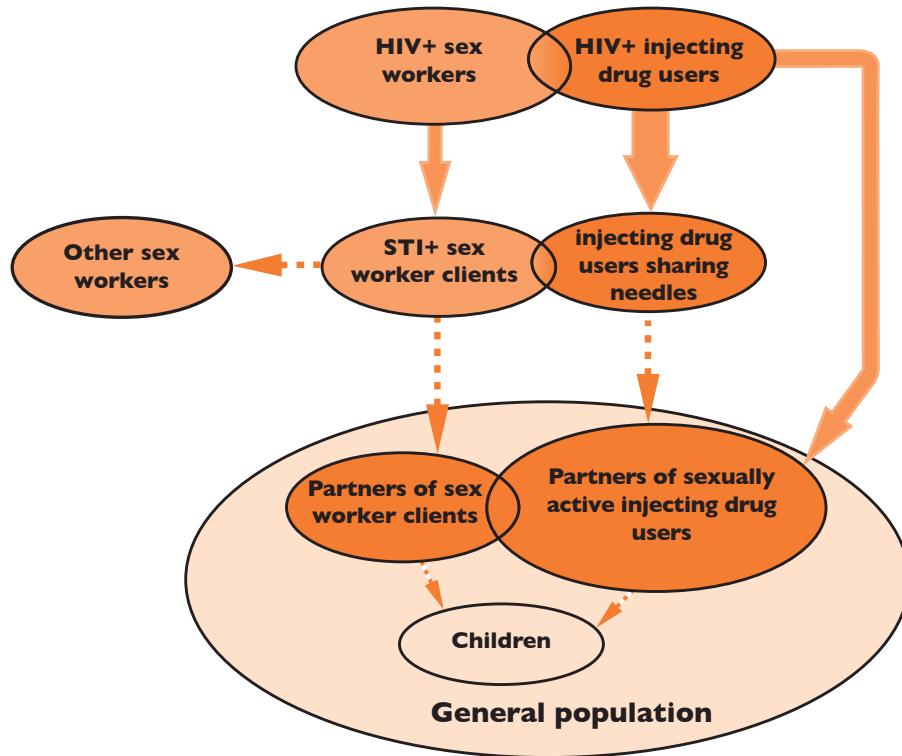 HIV+ sex
workers
HIV+ injecting
drug users
Other sex
workers
STI+ sex
worker clients
injecting drug
users sharing
needles
Partners of sex
worker clients
Partners of sexually
active injecting drug
users
Children
General population